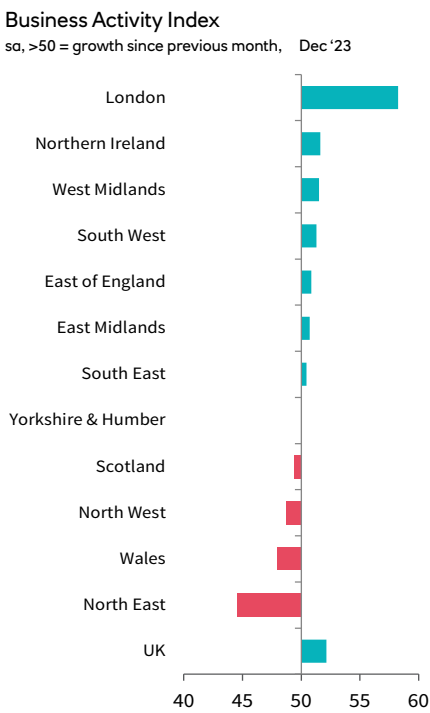 Business Activity Index
sa, >50 = growth since previous month, Dec ‘23
London
Northern Ireland
West Midlands
South West
East of England
East Midlands
South East
Yorkshire & Humber
Scotland
North West
Wales
North East
UK
40 45 50 55 60